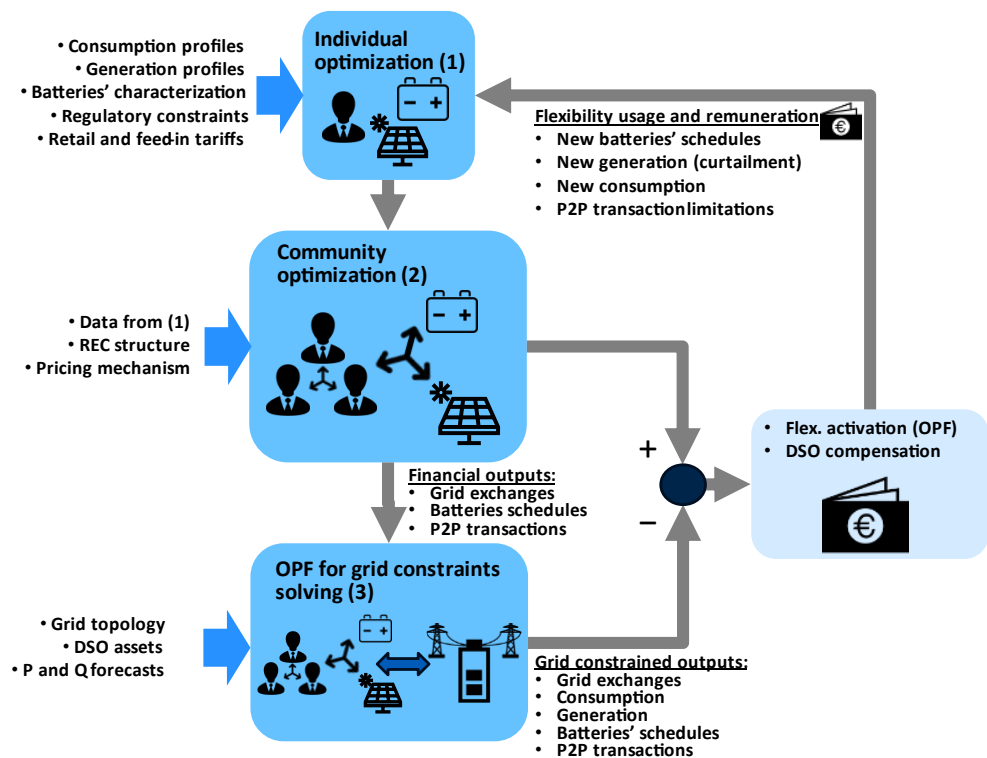 • Consumption profiles
• Generation profiles
• Batteries' characterization
• Regulatory constraints
• Retail and feed-in tariffs
Individual
optimization (1)
Flexibility usage and remuneration
• New batteries' schedules
• New generation (curtailment)
• New consumption
• P2P transactionlimitations
€
Community
optimization (2)
• Data from (1)
• REC structure
• Pricing mechanism
Financial outputs:
• Grid exchanges
• Batteries schedules
• P2P transactions
+
−
• Flex. activation (OPF)
• DSO compensation
€
OPF for grid constraints
solving (3)
• Grid topology
• DSO assets
• P and Q forecasts
Grid constrained outputs:
• Grid exchanges
• Consumption
• Generation
• Batteries' schedules
• P2P transactions